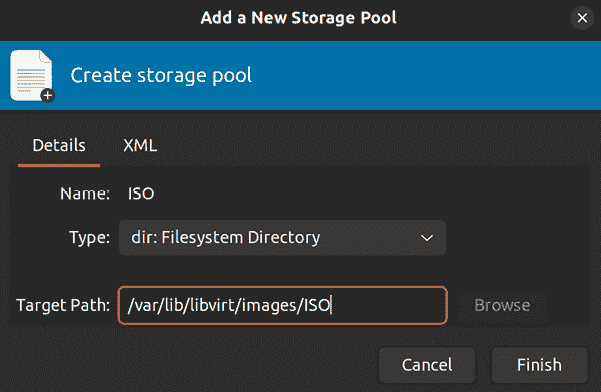 Add a New Storage Pool
Create storage pool
Details XML
Name: ISO
Type: dir: Filesystem Directory
Target Path: /var/lib/libvirt/images/ISO Browse
Cancel Finish